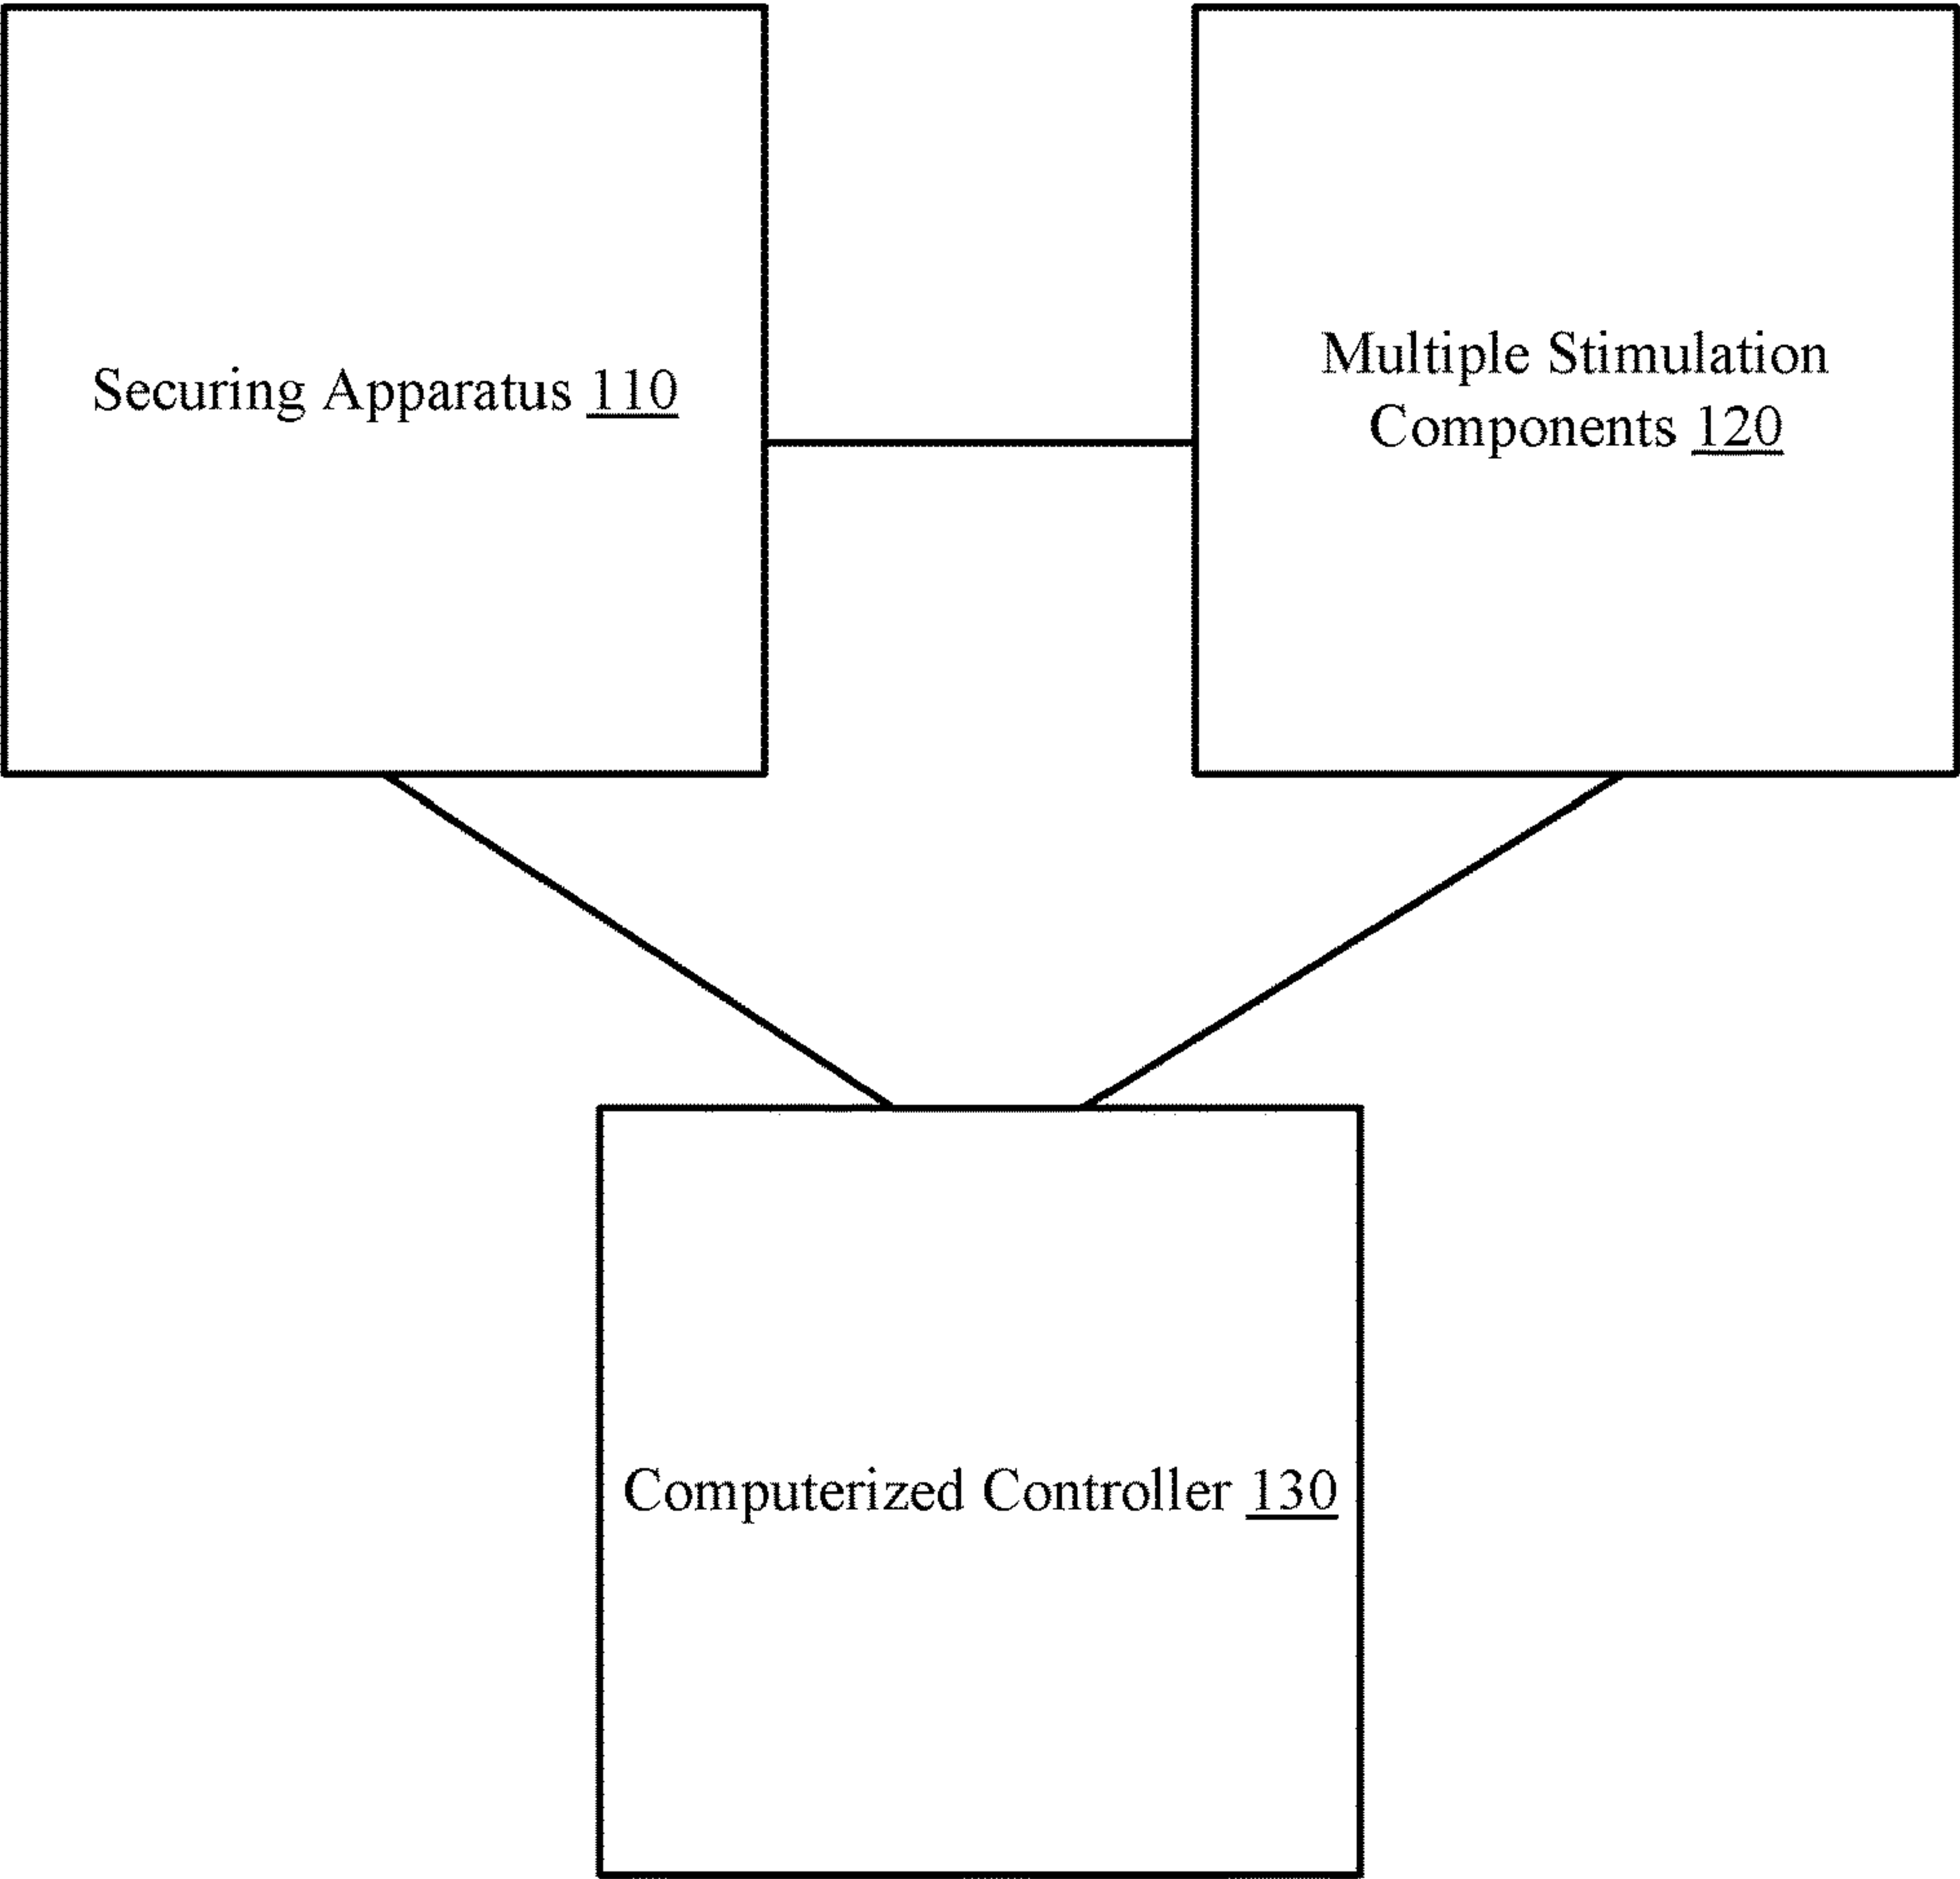 Securing Apparatus 110
Multiple Stimulation
Components 120
Computerized Controller 130